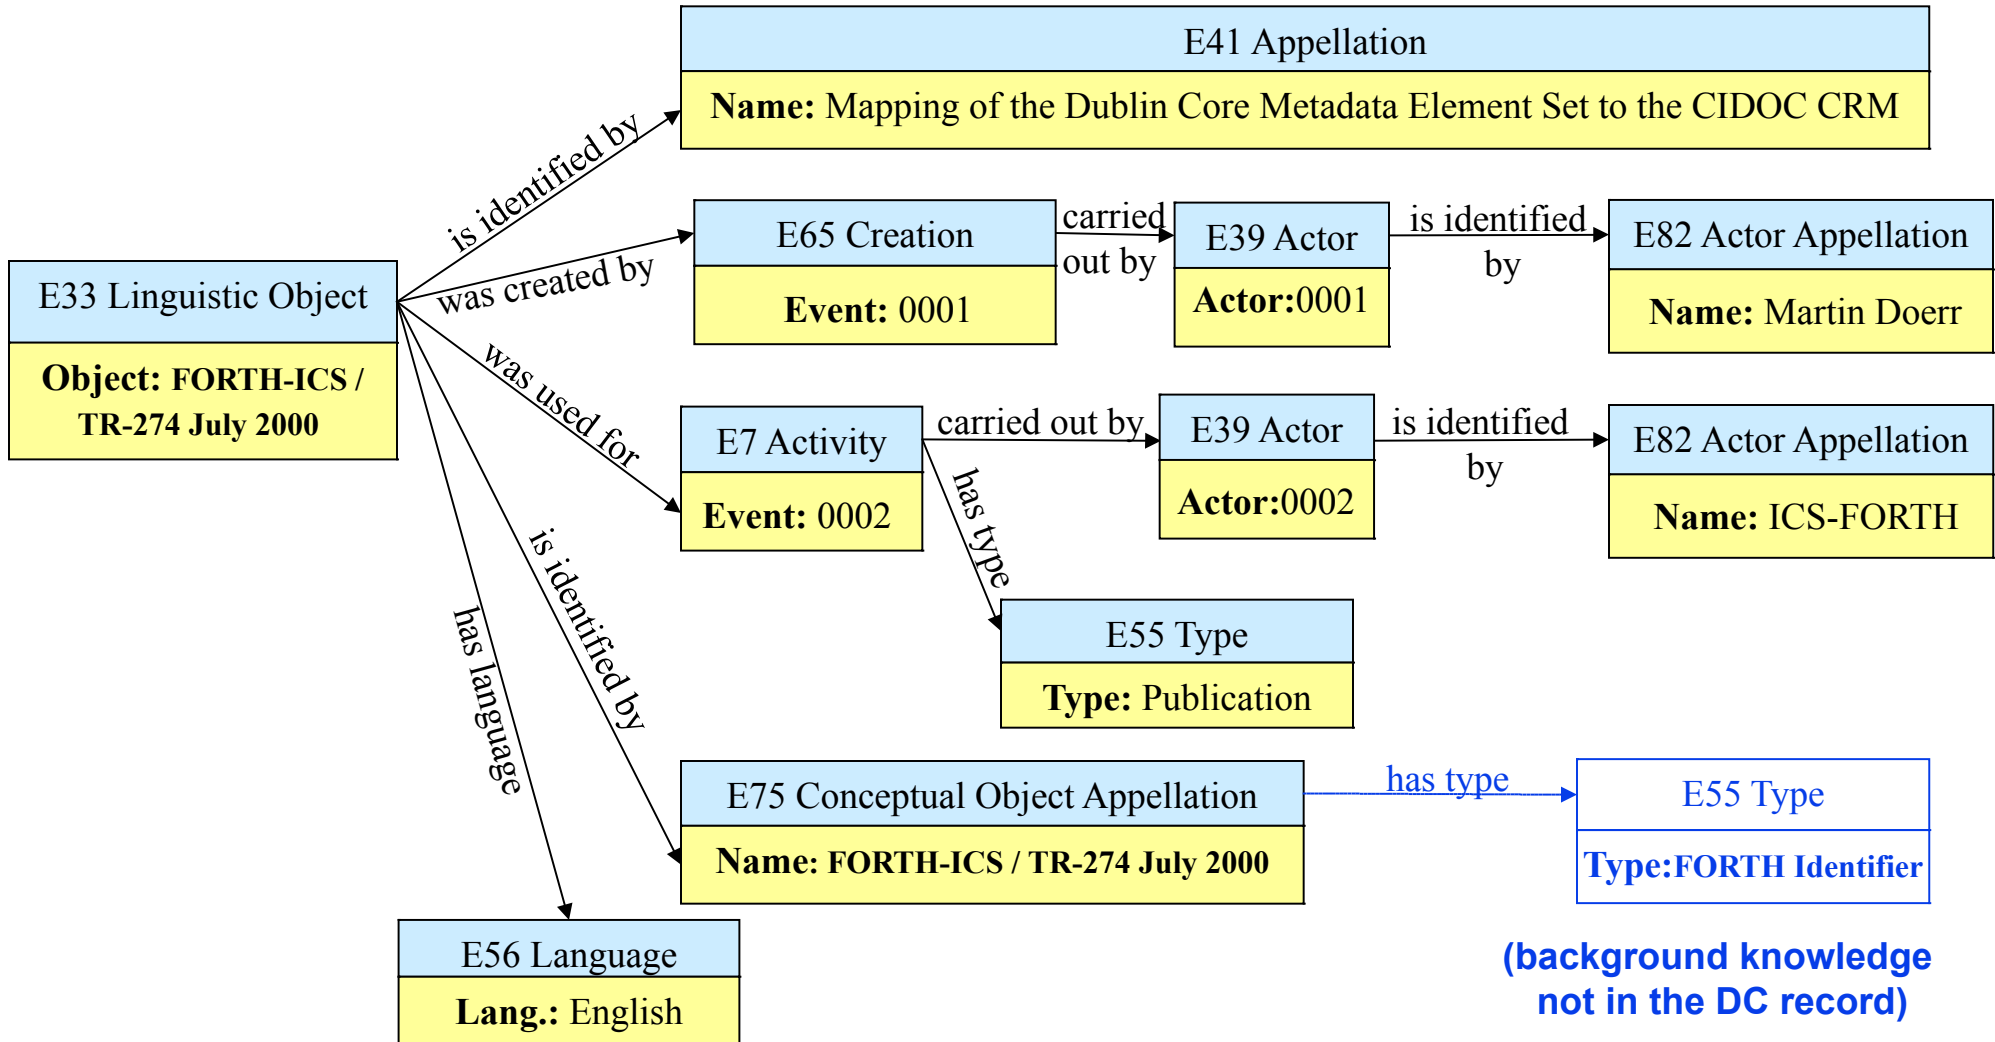 E41 Appellation
Name: Mapping of the Dublin Core Metadata Element Set to the CIDOC CRM
is identified by
E33 Linguistic Object
Object: FORTH-ICS /
TR-274 July 2000
was created by
E65 Creation
Event: 0001
carried
out by
E39 Actor
Actor:0001
is identified
by
E82 Actor Appellation
Name: Martin Doerr
was used for
E7 Activity
Event: 0002
carried out by
E39 Actor
Actor:0002
is identified
by
E82 Actor Appellation
Name: ICS-FORTH
has type
E55 Type
Type: Publication
is identified by
E75 Conceptual Object Appellation
Name: FORTH-ICS / TR-274 July 2000
has type
E55 Type
Type:FORTH Identifier
(background knowledge
not in the DC record)
has language
E56 Language
Lang.: English